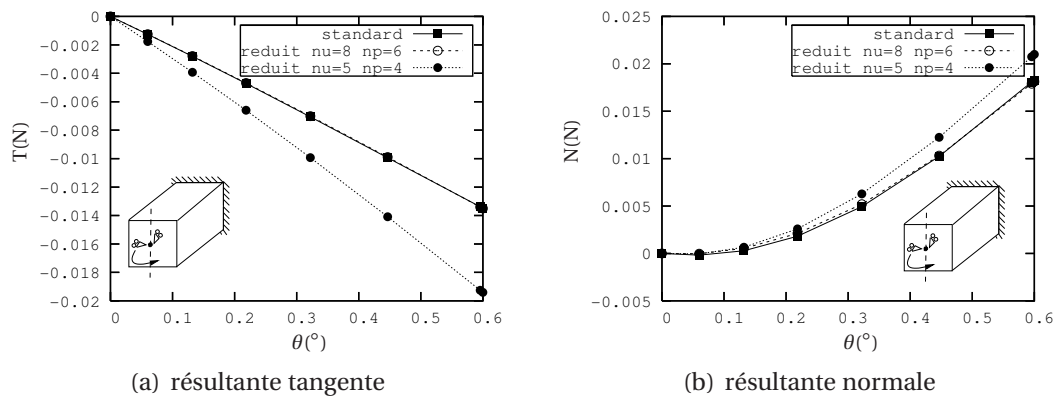 0
-0.002
-0.004
-0.006
-0.008
-0.01
-0.012
-0.014
-0.016
-0.018
-0.02
T(N)
standard
reduit nu=8 np=6
reduit nu=5 np=4
0 0.1 0.2 0.3 0.4 0.5 0.6
θ(°)
(a) résultante tangente
0.025
0.02
0.015
0.01
0.005
0
-0.005
N(N)
standard
reduit nu=8 np=6
reduit nu=5 np=4
0 0.1 0.2 0.3 0.4 0.5 0.6
θ(°)
(b) résultante normale